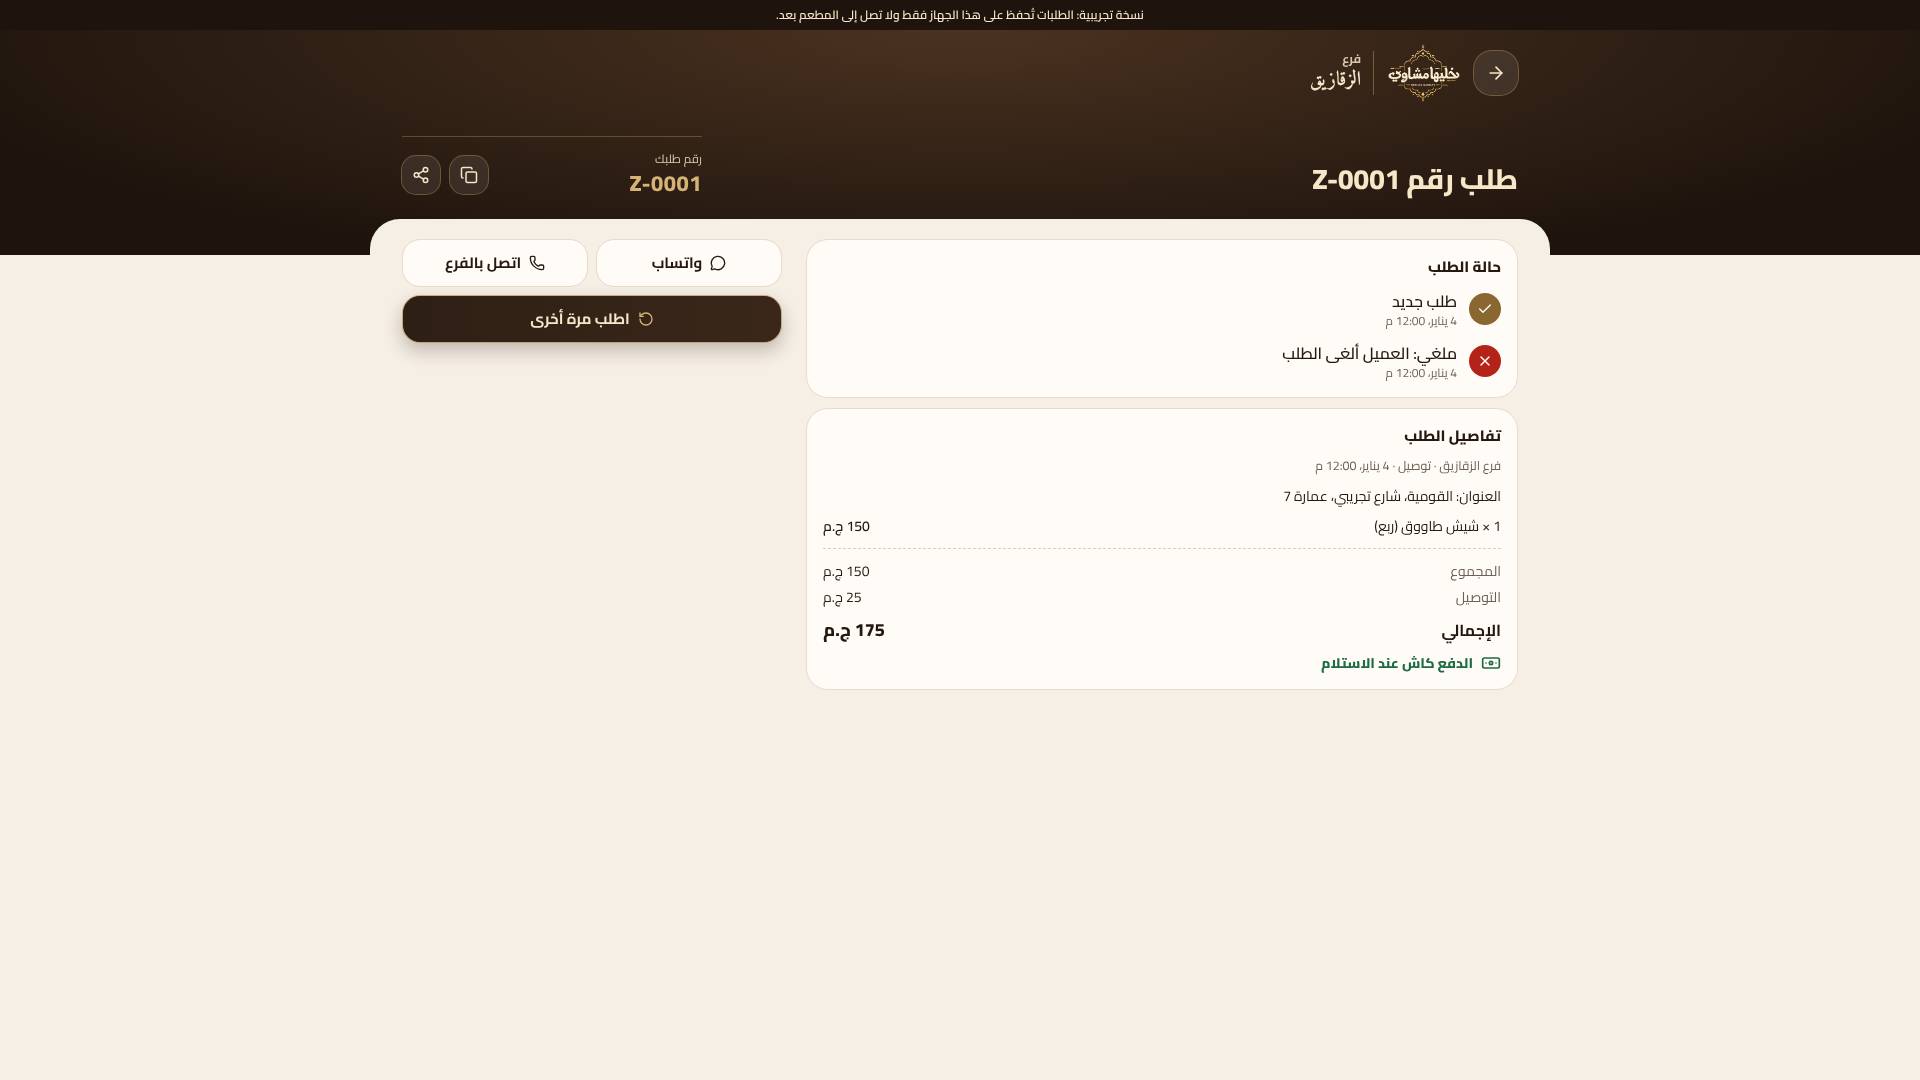 نسخة تجريبية: الطلبات تُحفظ على هذا الجهاز فقط ولا تصل إلى المطعم بعد.
خليها مشاوي
فرع
الزقازيق
طلب رقم Z-0001
رقم طلبك
Z-0001
حالة الطلب
طلب جديد
4 يناير، 12:00 م
ملغي: العميل ألغى الطلب
4 يناير، 12:00 م
تفاصيل الطلب
فرع الزقازيق · توصيل · 4 يناير، 12:00 م
العنوان: القومية، شارع تجريبي، عمارة 7
1 × شيش طاووق (ربع) 150 ج.م
المجموع 150 ج.م
التوصيل 25 ج.م
الإجمالي 175 ج.م
الدفع كاش عند الاستلام
واتساب
اتصل بالفرع
اطلب مرة أخرى